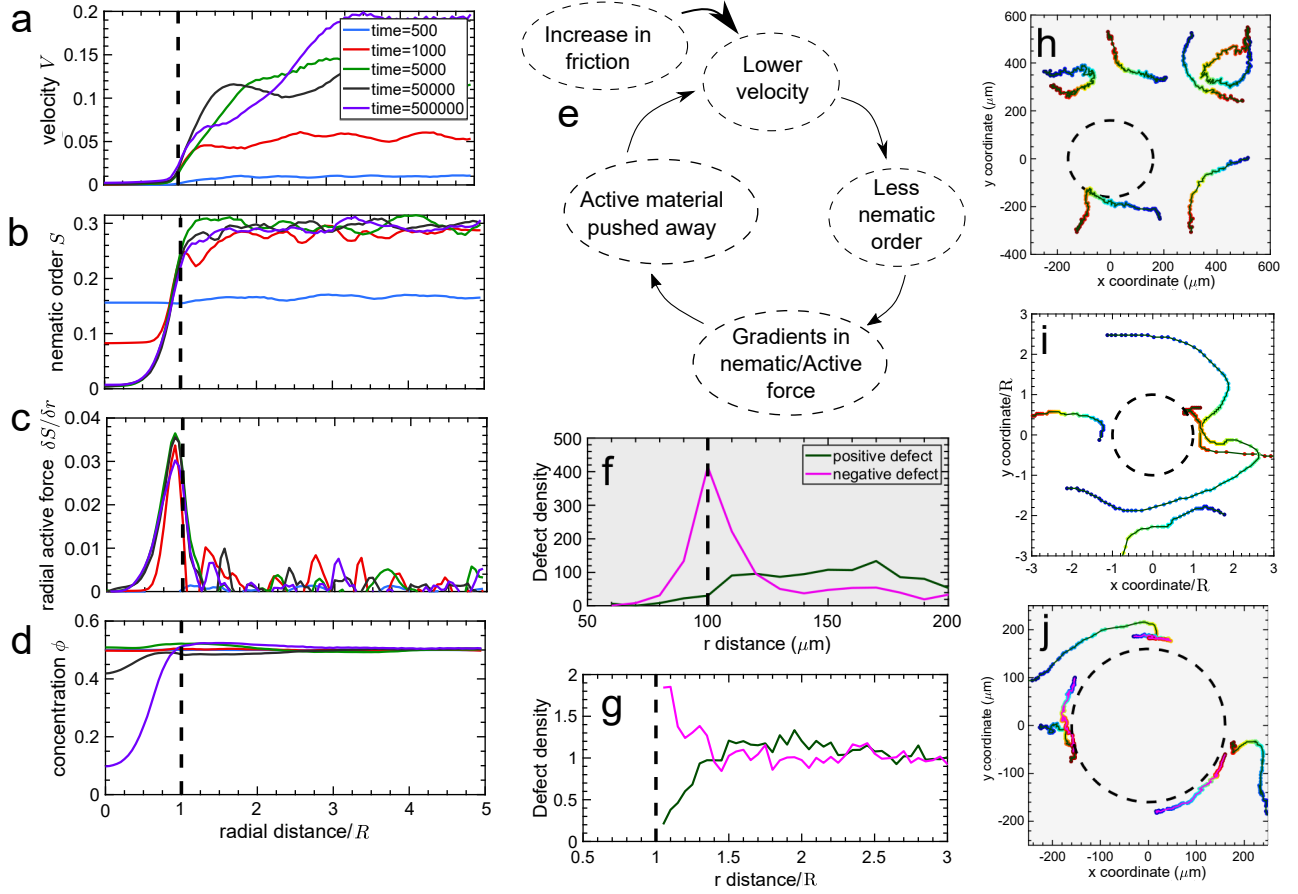 a
velocity V
0.2
0.15
0.1
0.05
0
time=500
time=1000
time=5000
time=50000
time=500000
b
nematic order S
0.3
0.2
0.1
0
c
radial active force δS/δr
0.04
0.03
0.02
0.01
0
d
concentration ϕ
0.6
0.4
0.2
0
0 1 2 3 4 5
radial distance/R
e
Increase in
friction
Lower
velocity
Less
nematic
order
Gradients in
nematic/Active
force
Active material
pushed away
f
Defect density
500
400
300
200
100
0
positive defect
negative defect
50 100 150 200
r distance (μm)
g
Defect density
2
1.5
1
0.5
0
0.5 1 1.5 2 2.5 3
r distance/R
h
y coordinate (μm)
600
400
200
0
-200
-400
-200 0 200 400 600
x coordinate (μm)
i
y coordinate/R
3
2
1
0
-1
-2
-3
-3 -2 -1 0 1 2 3
x coordinate/R
j
y coordinate (μm)
200
100
0
-100
-200
-200 -100 0 100 200
x coordinate (μm)